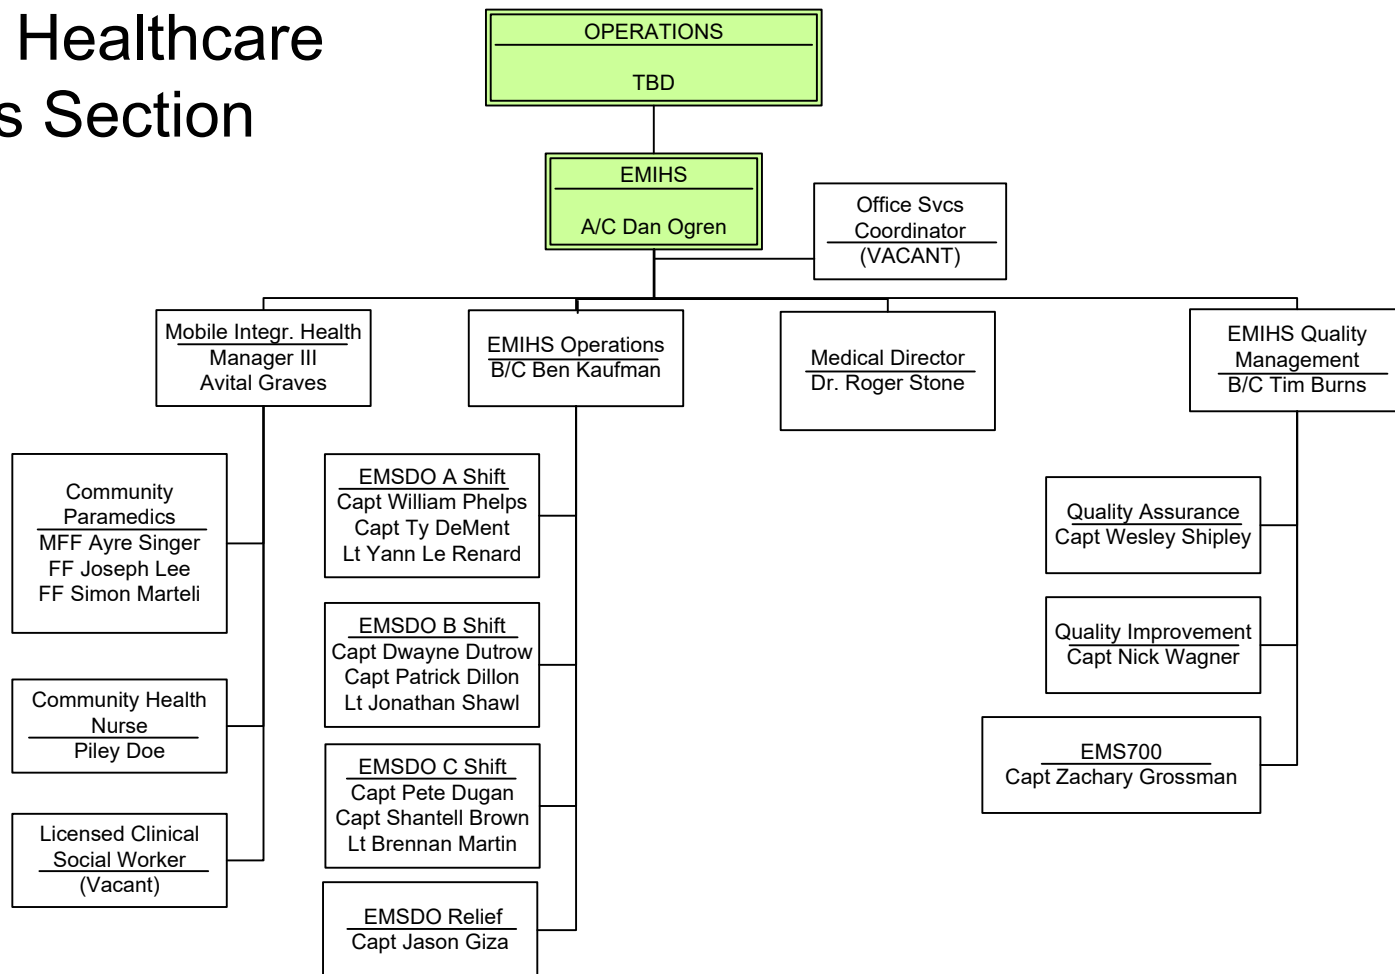 Healthcare
s Section
OPERATIONS
TBD
EMIHS
A/C Dan Ogren
Office Svcs
Coordinator
(VACANT)
Mobile Integr. Health
Manager III
Avital Graves
EMIHS Operations
B/C Ben Kaufman
Medical Director
Dr. Roger Stone
EMIHS Quality
Management
B/C Tim Burns
Community
Paramedics
MFF Ayre Singer
FF Joseph Lee
FF Simon Marteli
Community Health
Nurse
Piley Doe
Licensed Clinical
Social Worker
(Vacant)
EMSDO A Shift
Capt William Phelps
Capt Ty DeMent
Lt Yann Le Renard
EMSDO B Shift
Capt Dwayne Dutrow
Capt Patrick Dillon
Lt Jonathan Shawl
EMSDO C Shift
Capt Pete Dugan
Capt Shantell Brown
Lt Brennan Martin
EMSDO Relief
Capt Jason Giza
Quality Assurance
Capt Wesley Shipley
Quality Improvement
Capt Nick Wagner
EMS700
Capt Zachary Grossman